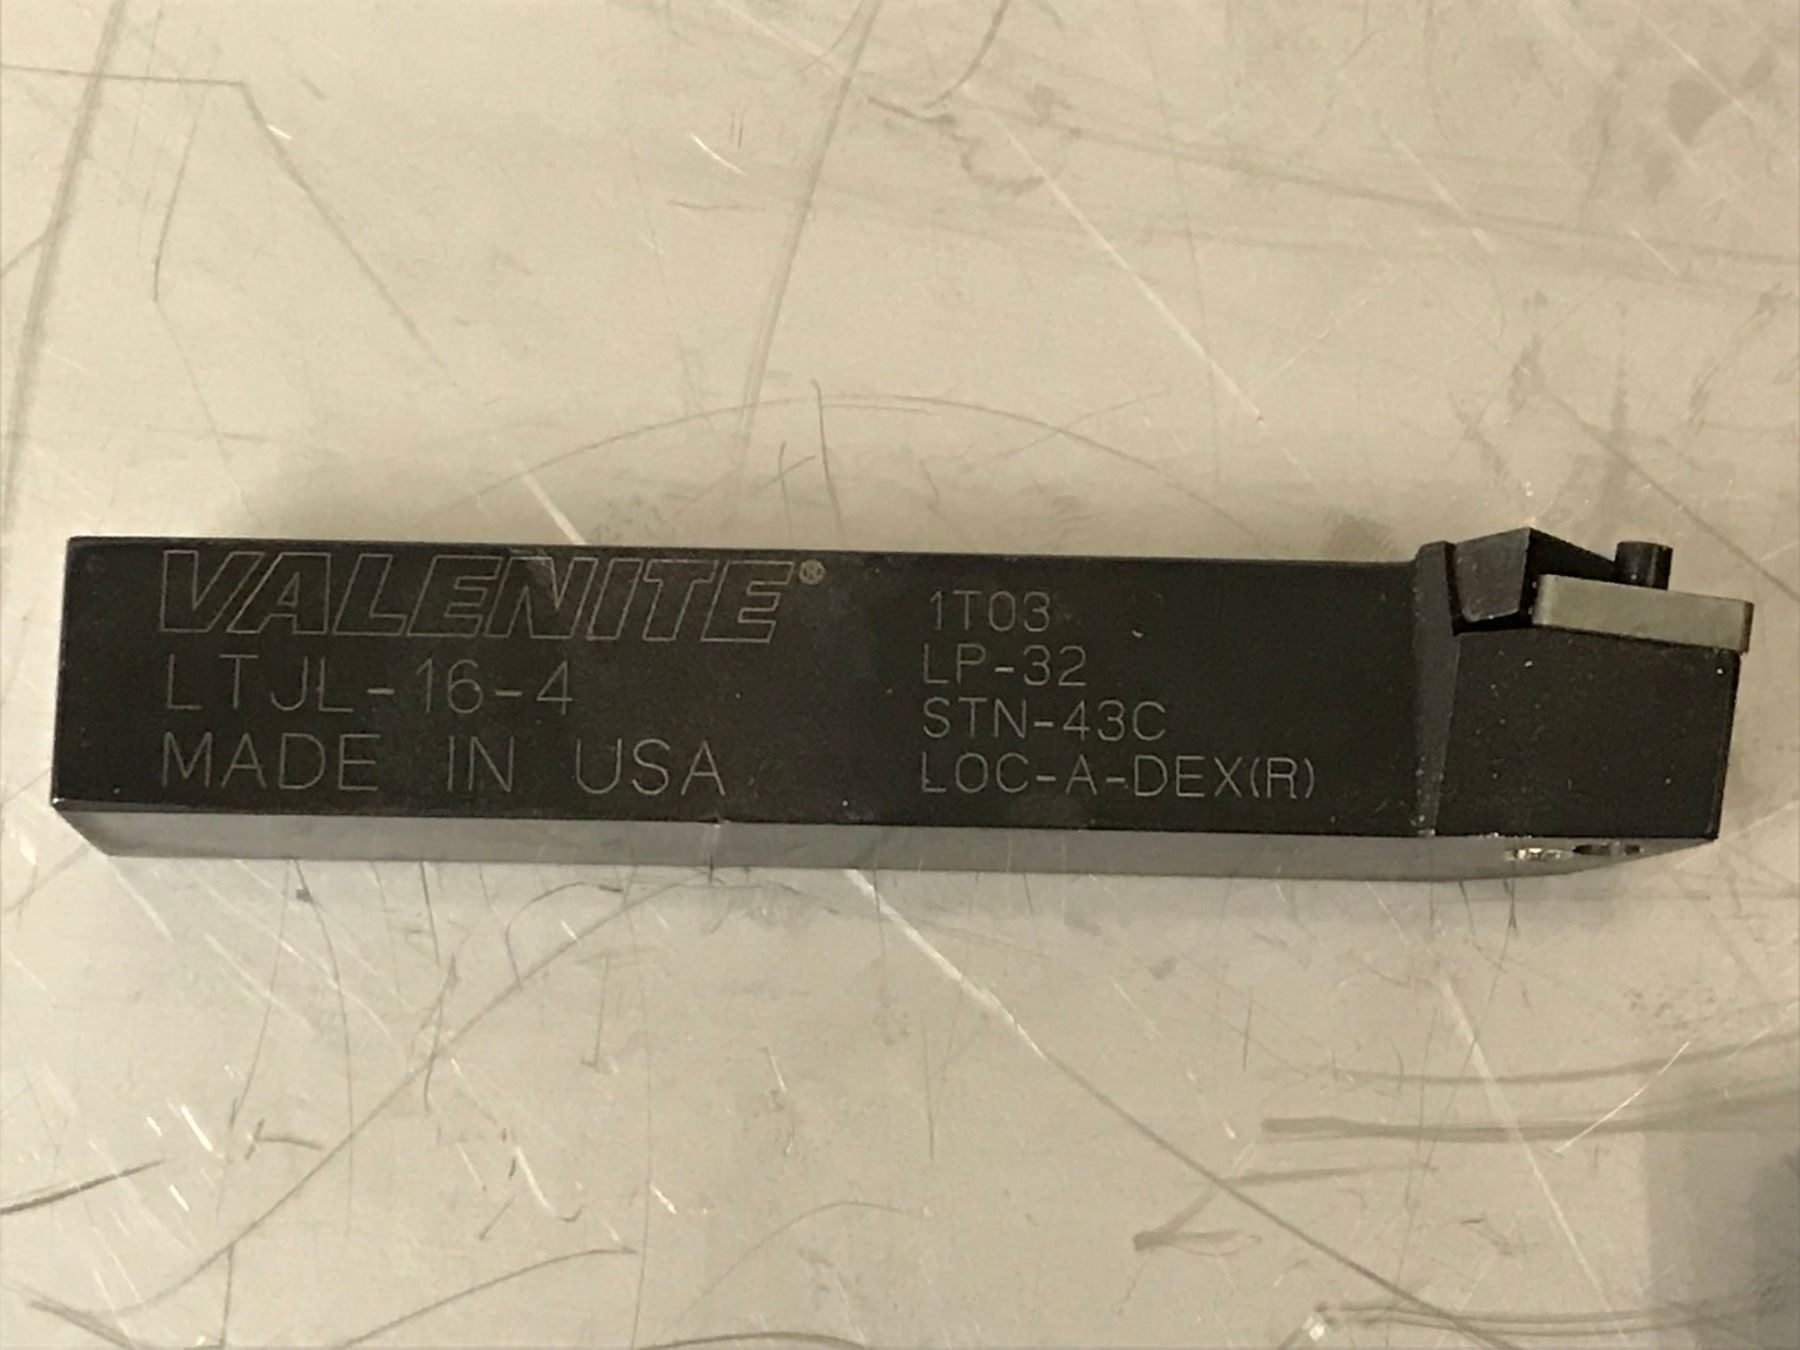 VALENITE®
LTJL-16-4
MADE IN USA
1T03
LP-32
STN-43C
LOC-A-DEX(R)